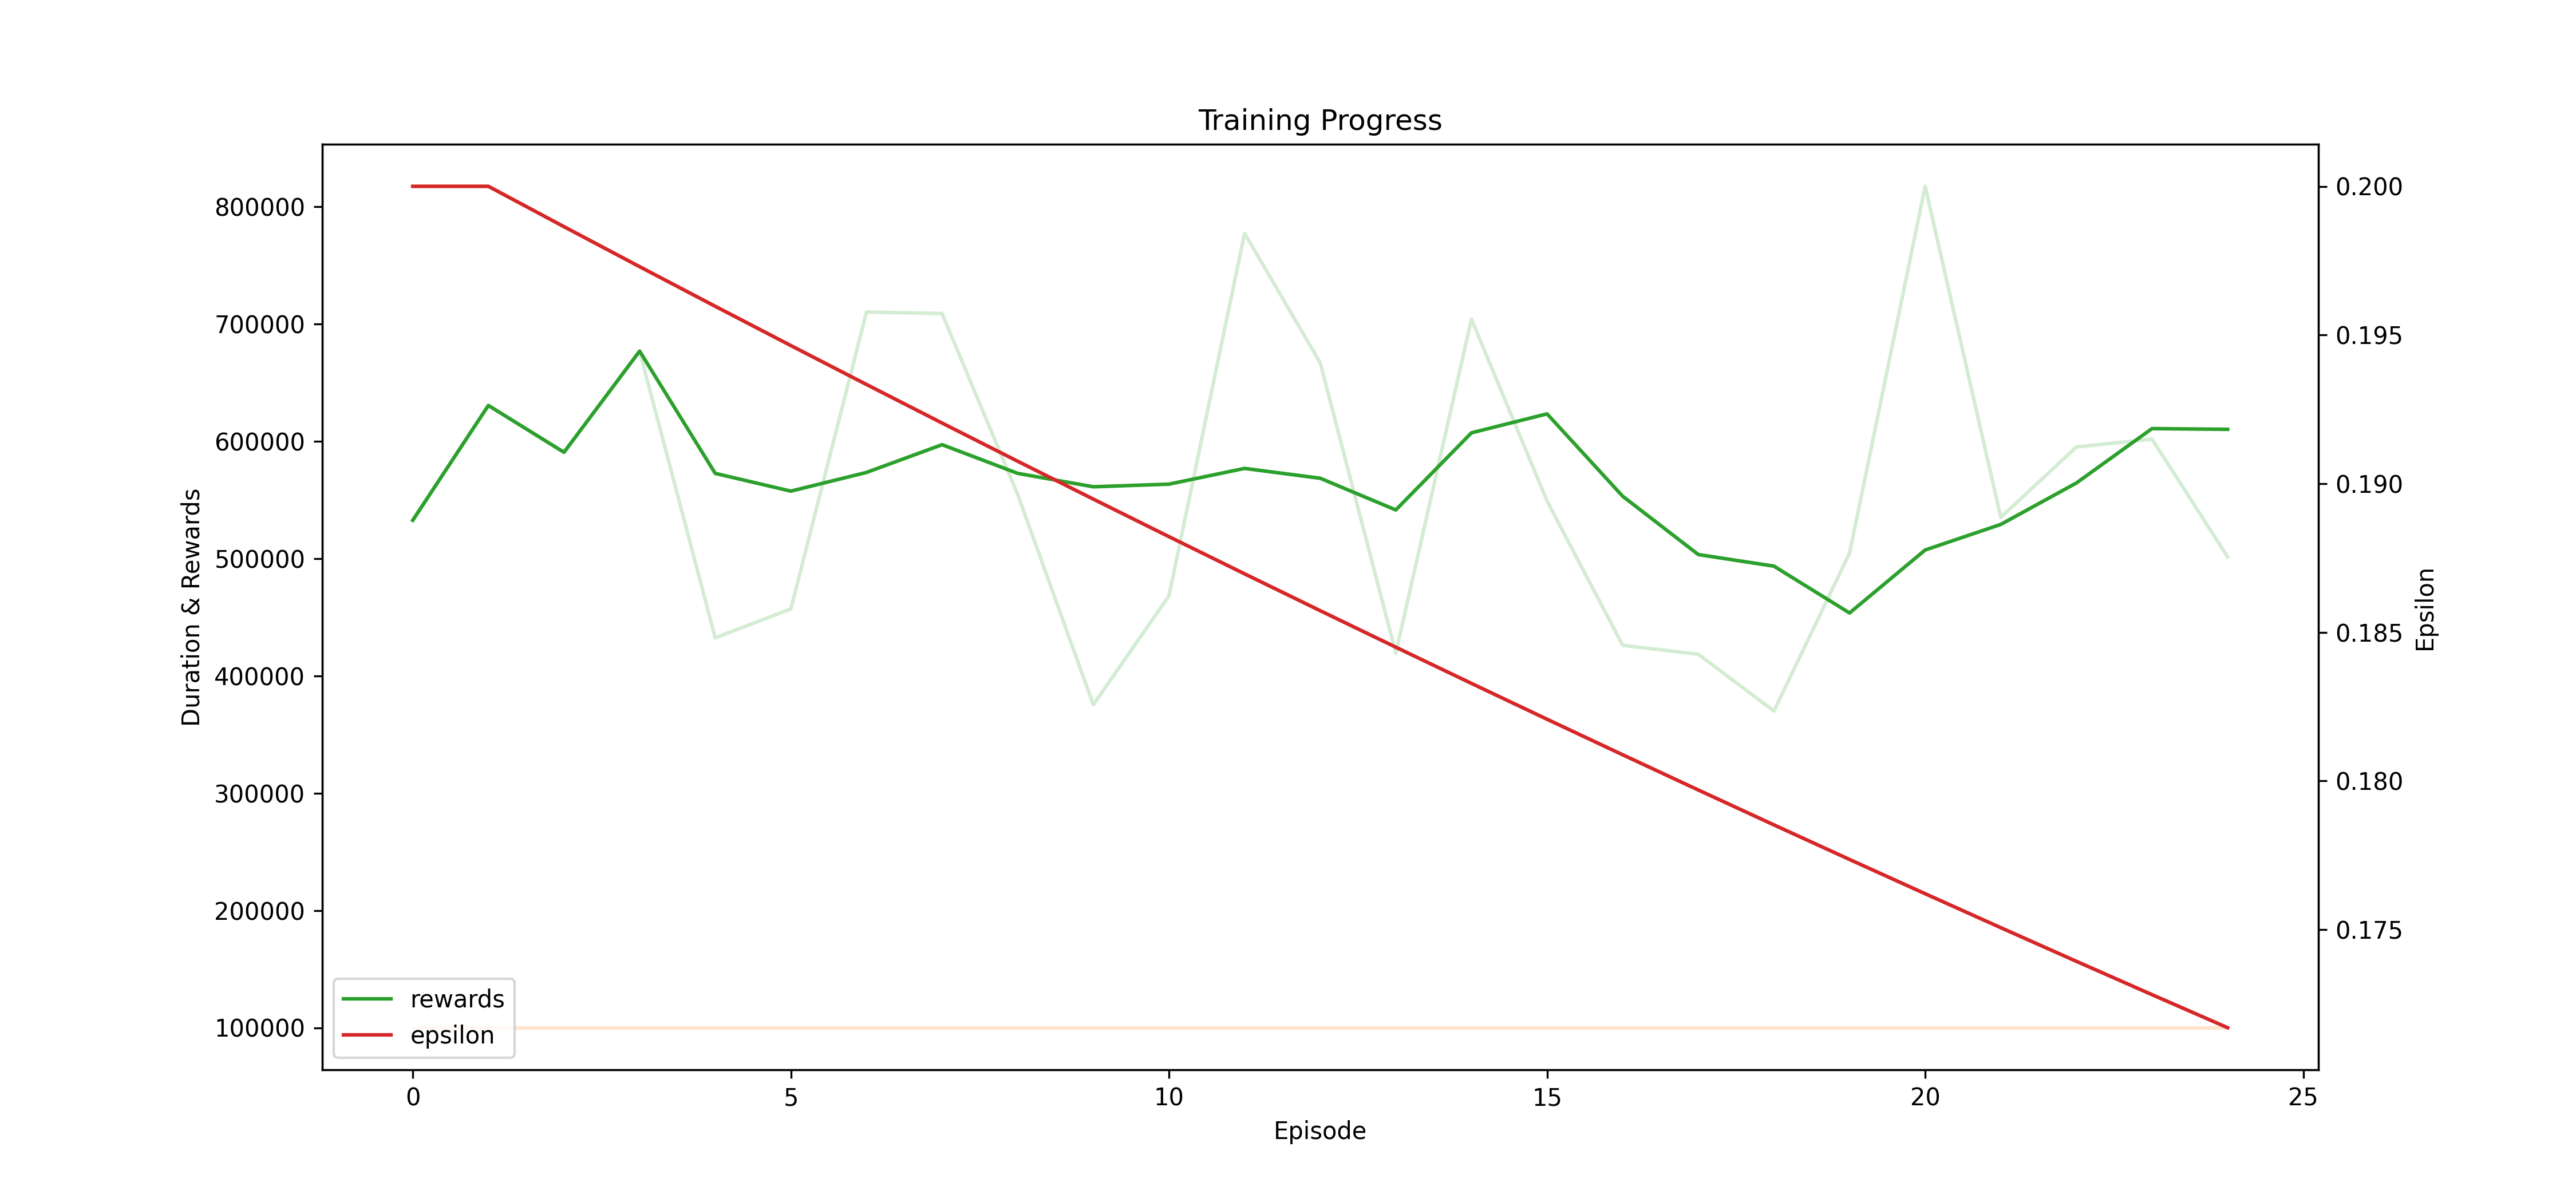 Training Progress
Duration & Rewards
800000
700000
600000
500000
400000
300000
200000
100000
0.200
0.195
0.190
0.185
0.180
0.175
Epsilon
rewards
epsilon
0 5 10 15 20 25
Episode